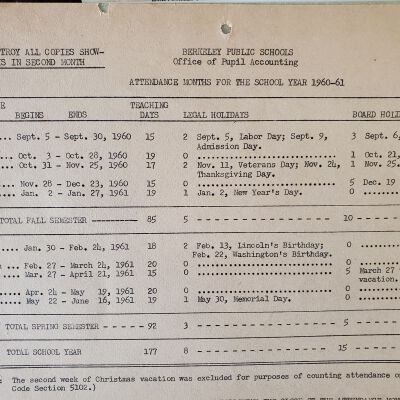 TROY ALL COPIES SHOW- BERKELEY PUBLIC SCHOOLS
S IN SECOND MONTH Office of Pupil Accounting
ATTENDANCE MONTHS FOR THE SCHOOL YEAR 1960-61
E TEACHING
BEGINS ENDS DAYS LEGAL HOLIDAYS BOARD HOLI
.... Sept. 5 - Sept. 30, 1960 15 2 Sept. 5, Labor Day; Sept. 9, 3 Sept. 6,
Admission Day.
.... Oct. 3 - Oct. 28, 1960 19 0 .............................. 1 Oct. 21,
.... Oct. 31 - Nov. 25, 1960 17 2 Nov. 11, Veterans Day; Nov. 24, 1 Nov. 25.
Thanksgiving Day.
.... Nov. 28 - Dec. 23, 1960 15 0 .............................. 5 Dec. 19
.... Jan. 2 - Jan. 27, 1961 19 1 Jan. 2, New Year's Day. 0 ..........
TOTAL FALL SEMESTER ---------- 85 5 - - - - - - - - - - - - - - - 10 - - - - -
..... Jan. 30 - Feb. 24, 1961 18 2 Feb. 13, Lincoln's Birthday; 0 ..........
Feb. 22, Washington's Birthday.
.... Feb. 27 - March 24, 1961 20 0 .............................. 0 ..........
.... Mar. 27 - April 21, 1961 15 0 .............................. 5 March 27
vacation.
.... Apr. 24 - May 19, 1961 20 0 .............................. 0 ..........
.... May 22 - June 16, 1961 19 1 May 30, Memorial Day. 0 ..........
TOTAL SPRING SEMESTER - - - - - - 92 3 - - - - - - - - - - - - - - - 5 - - - - -
TOTAL SCHOOL YEAR 177 8 - - - - - - - - - - - - - - - 15 - - - - -
: The second week of Christmas vacation was excluded for purposes of counting attendance o
Code Section 5102.)